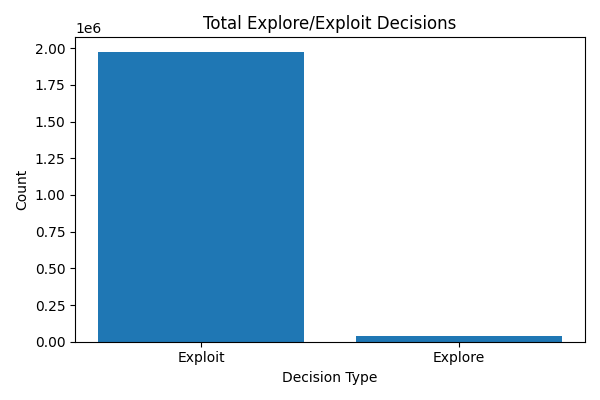 Total Explore/Exploit Decisions
1e6
2.00
1.75
1.50
1.25
1.00
0.75
0.50
0.25
0.00
Count
Exploit Explore
Decision Type